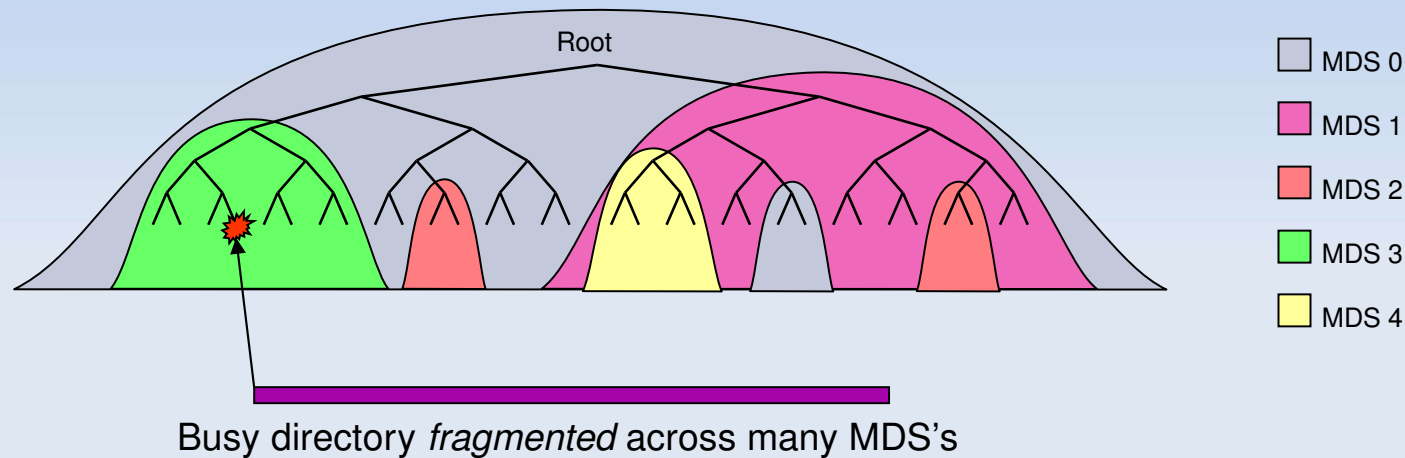 Root
MDS 0
MDS 1
MDS 2
MDS 3
MDS 4
Busy directory fragmented across many MDS's